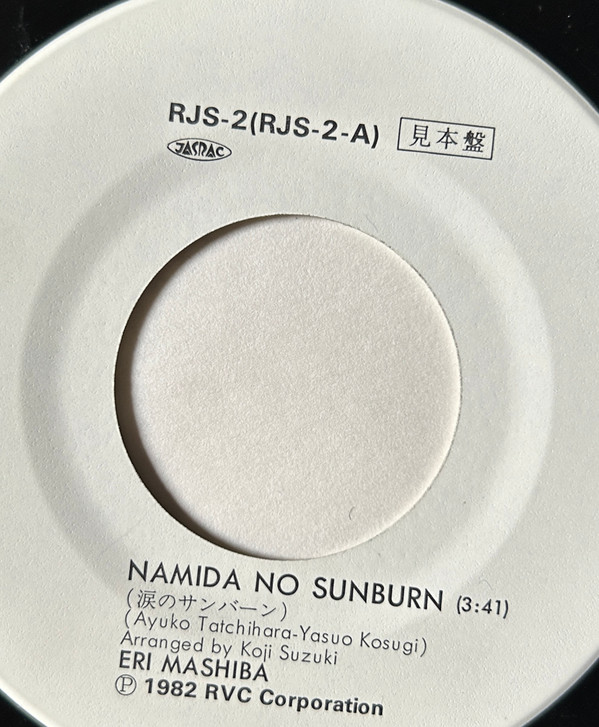 RJS-2(RJS-2-A) 見本盤
JASRAC
NAMIDA NO SUNBURN (3:41)
(涙のサンバーン)
(Ayuko Tatchihara-Yasuo Kosugi)
Arranged by Koji Suzuki
ERI MASHIBA
Ⓟ 1982 RVC Corporation